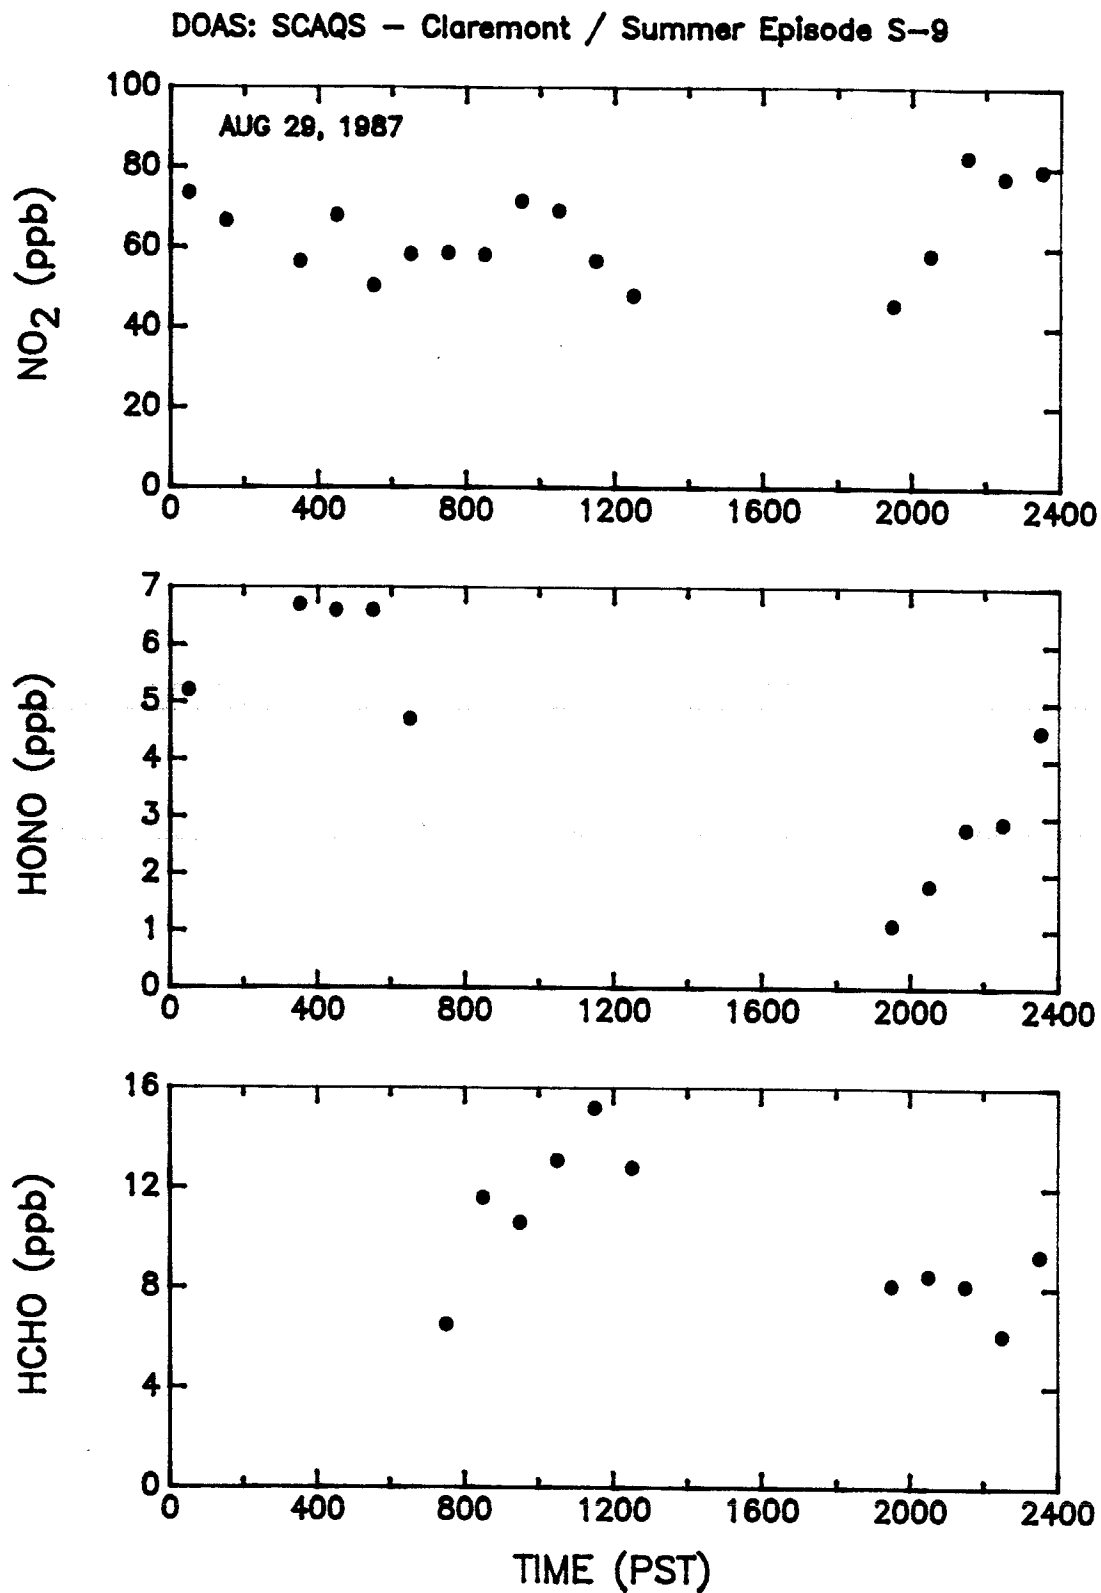 DOAS: SCAQS – Claremont / Summer Episode S–9
AUG 29, 1987
NO2 (ppb)
100
80
60
40
20
0
0 400 800 1200 1600 2000 2400
HONO (ppb)
7
6
5
4
3
2
1
0
0 400 800 1200 1600 2000 2400
HCHO (ppb)
16
12
8
4
0
0 400 800 1200 1600 2000 2400
TIME (PST)